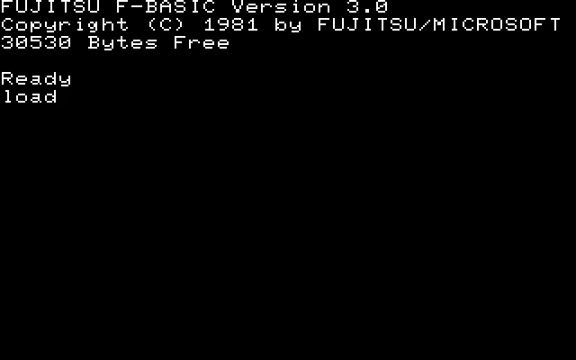 FUJITSU F-BASIC Version 3.0
Copyright (C) 1981 by FUJITSU/MICROSOFT
30530 Bytes Free
Ready
load